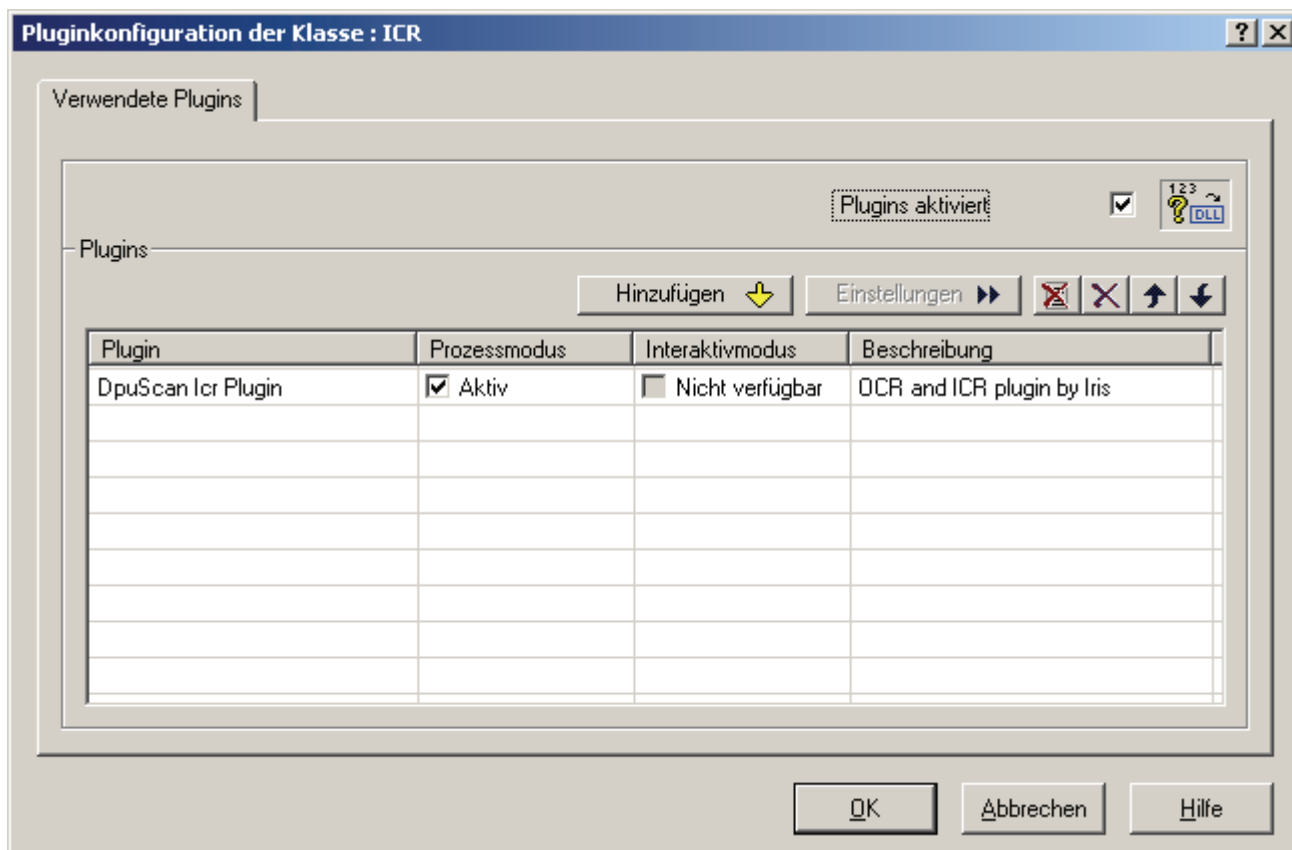 Pluginkonfiguration der Klasse : ICR
Verwendete Plugins
Plugins aktiviert
123
DLL
Plugins
Hinzufügen Einstellungen
Plugin Prozessmodus Interaktivmodus Beschreibung
DpuScan Icr Plugin Aktiv Nicht verfügbar OCR and ICR plugin by Iris
OK Abbrechen Hilfe